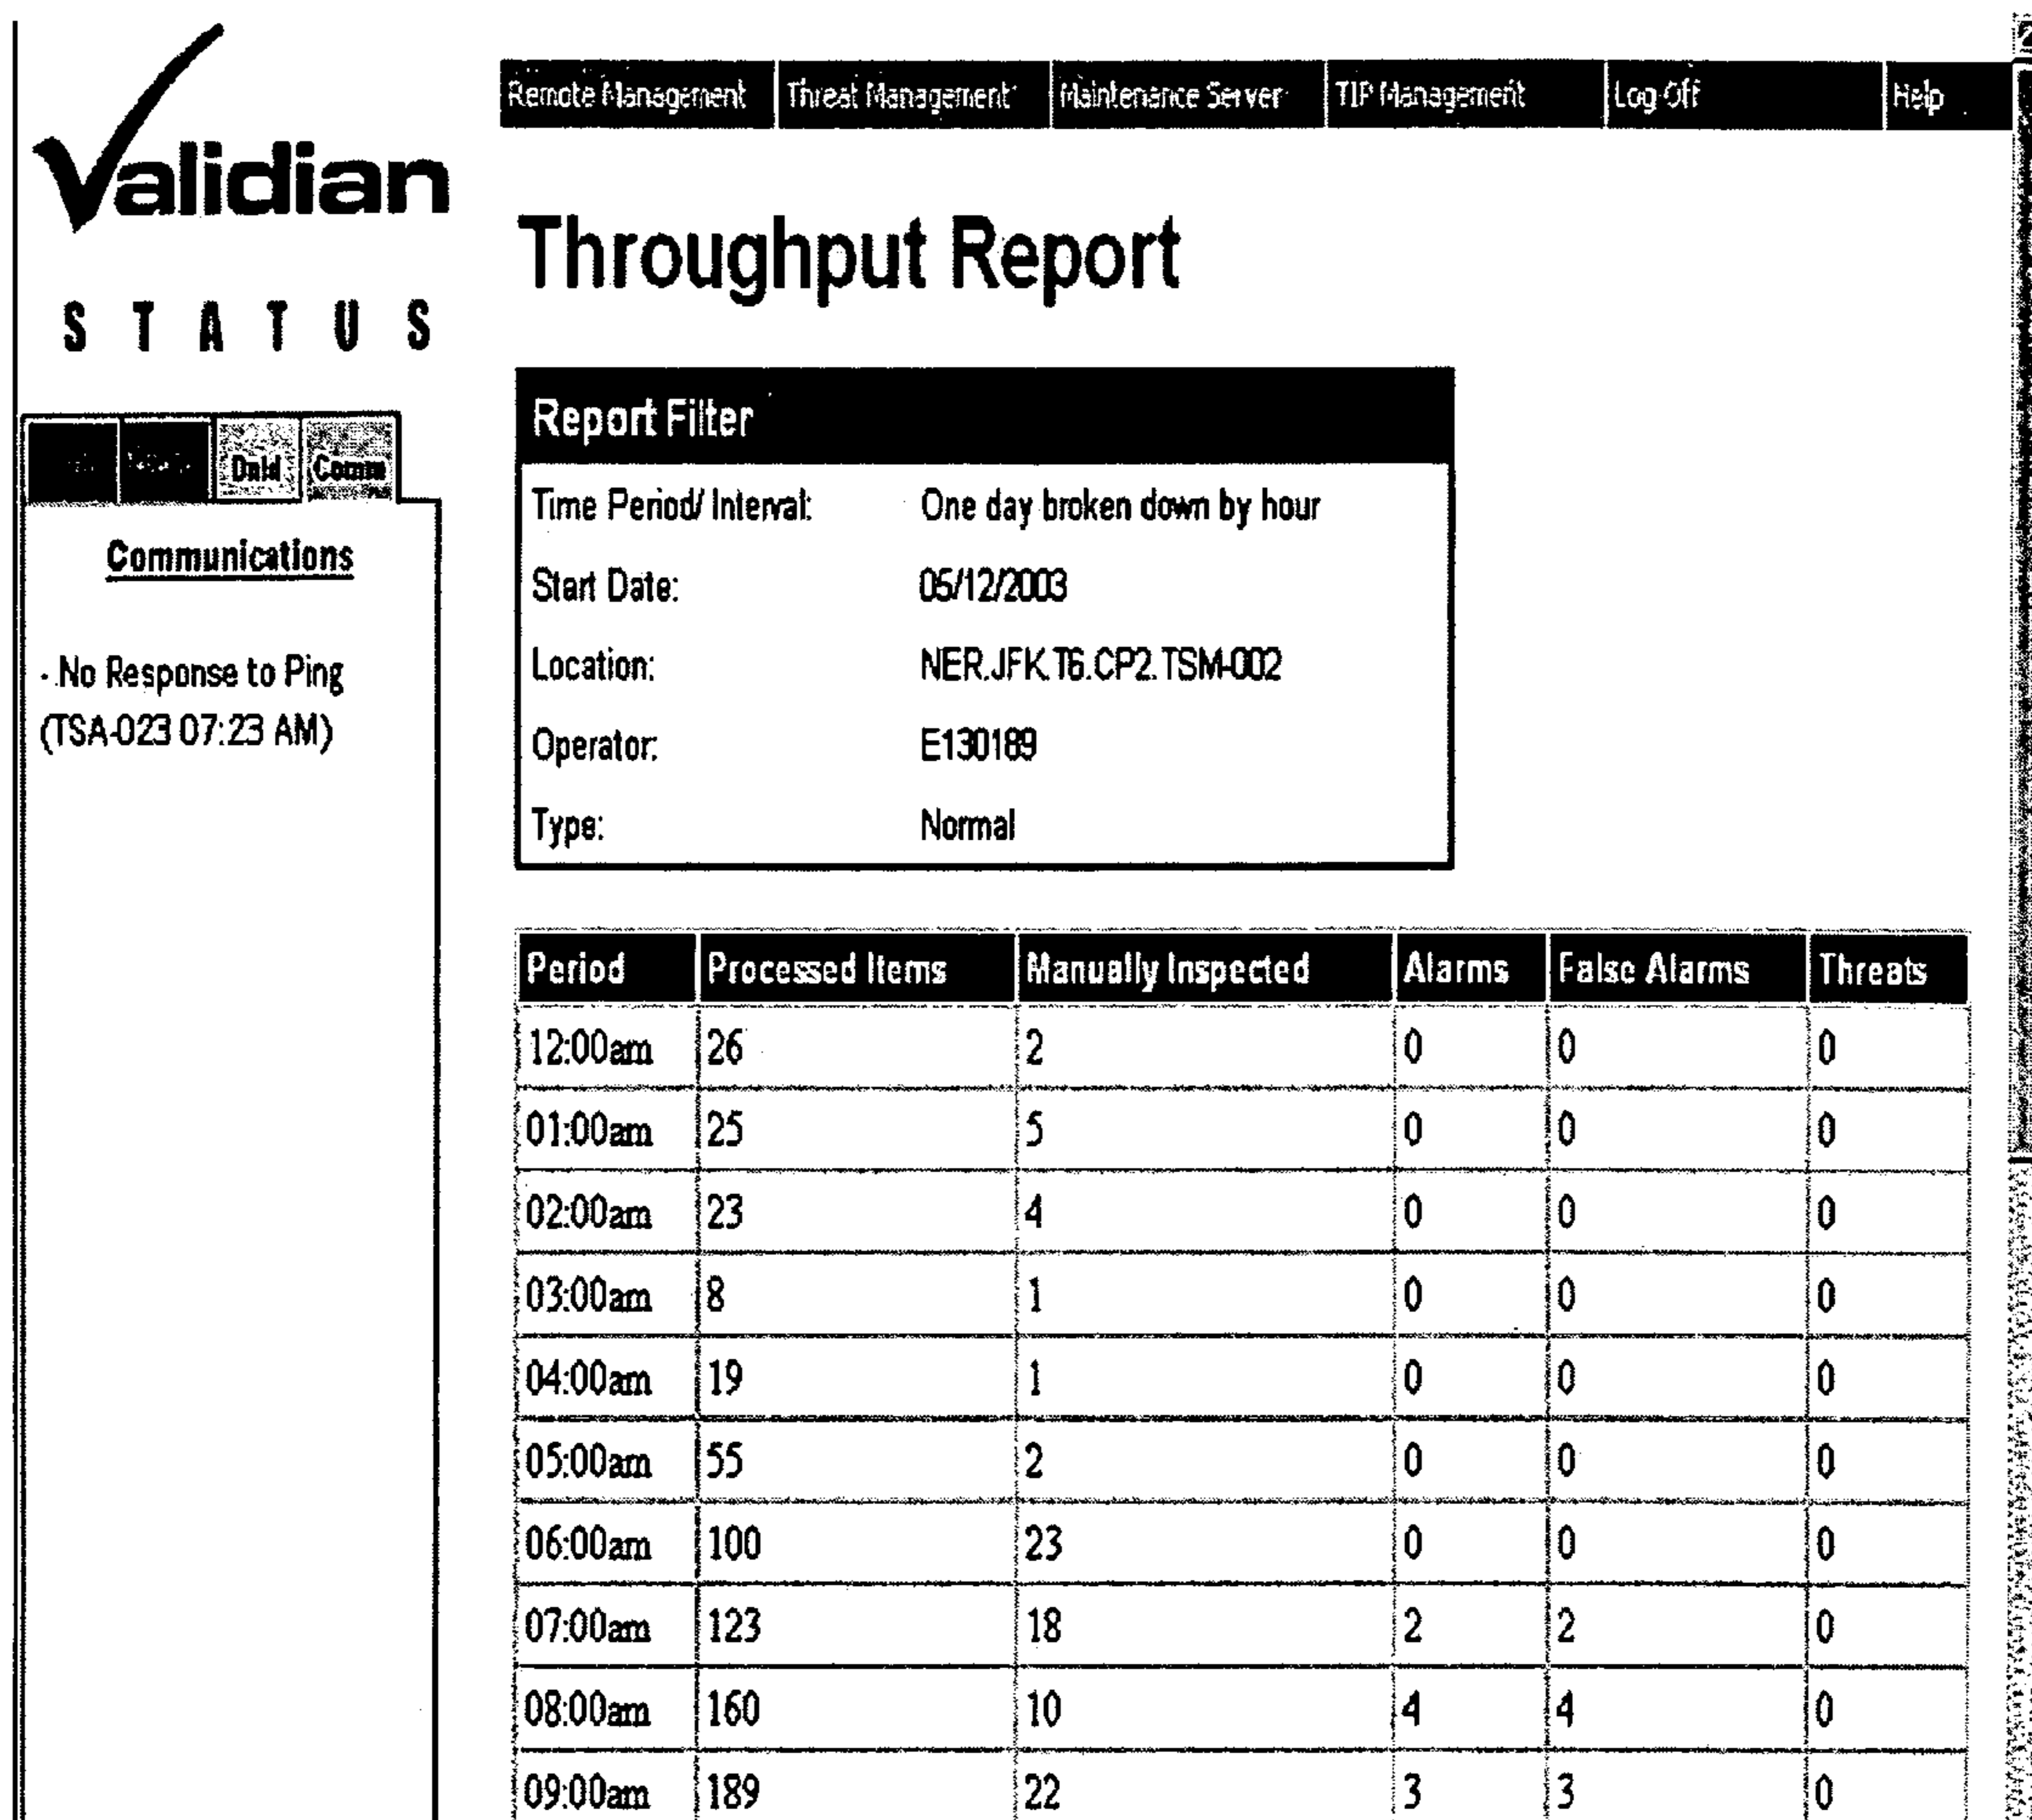 Validian
STATUS
Remote Management Threat Management Maintenance Server TIP Management Log Off Help
Throughput Report
Dnld Comm
Communications
- No Response to Ping
(TSA-023 07:23 AM)
Report Filter
Time Period/ Interval: One day broken down by hour
Start Date: 05/12/2003
Location: NER.JFK.T6.CP2.TSM-002
Operator: E130189
Type: Normal
Period Processed Items Manually Inspected Alarms False Alarms Threats
12:00am 26 2 0 0 0
01:00am 25 5 0 0 0
02:00am 23 4 0 0 0
03:00am 8 1 0 0 0
04:00am 19 1 0 0 0
05:00am 55 2 0 0 0
06:00am 100 23 0 0 0
07:00am 123 18 2 2 0
08:00am 160 10 4 4 0
09:00am 189 22 3 3 0